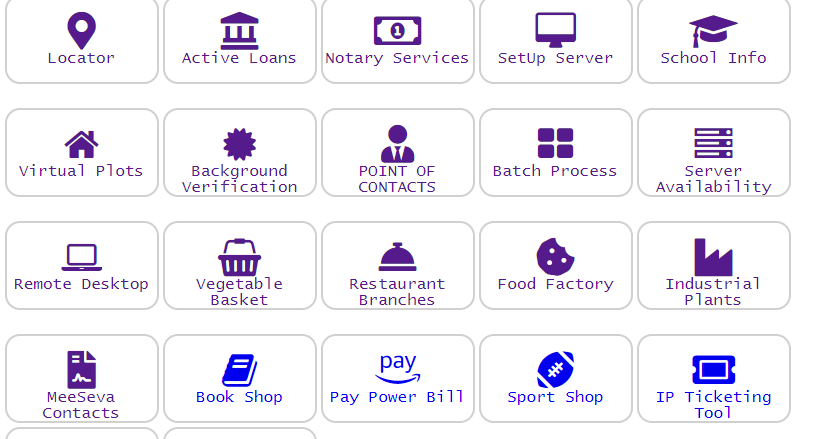 Locator
Active Loans
Notary Services
SetUp Server
School Info
Virtual Plots
Background
Verification
POINT OF
CONTACTS
Batch Process
Server
Availability
Remote Desktop
Vegetable
Basket
Restaurant
Branches
Food Factory
Industrial
Plants
MeeSeva
Contacts
Book Shop
pay
Pay Power Bill
Sport Shop
IP Ticketing
Tool